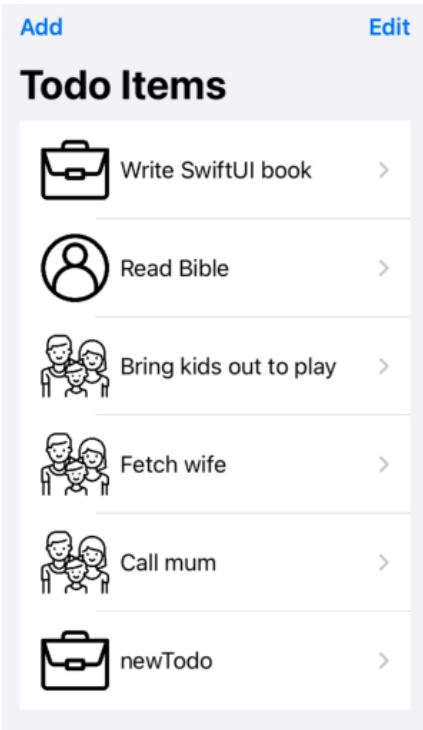 Add
Edit
Todo Items
Write SwiftUI book
Read Bible
Bring kids out to play
Fetch wife
Call mum
newTodo